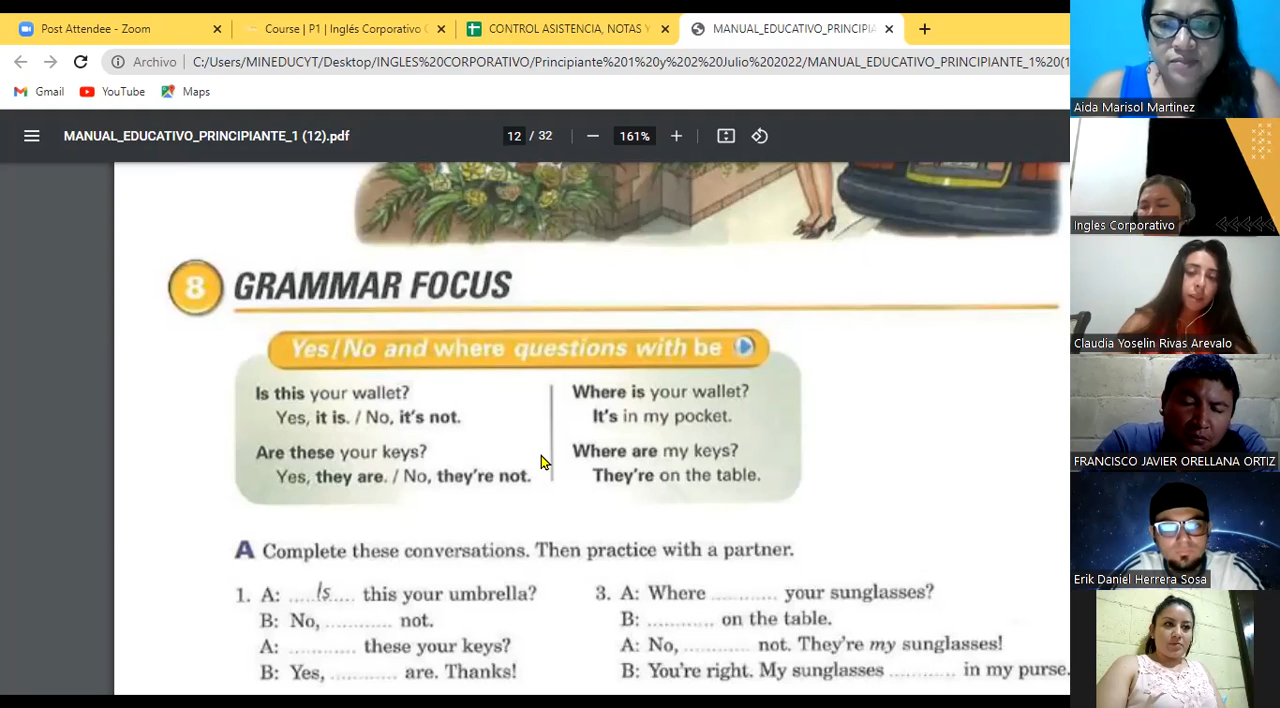 Post Attendee - Zoom
Course | P1 | Inglés Corporativo
CONTROL ASISTENCIA, NOTAS Y
MANUAL_EDUCATIVO_PRINCIPIA
Archivo
C:/Users/MINEDUCYT/Desktop/INGLES%20CORPORATIVO/Principiante%201%20y%202%20Julio%202022/MANUAL_EDUCATIVO_PRINCIPIANTE_1%20(1
Gmail
YouTube
Maps
MANUAL_EDUCATIVO_PRINCIPIANTE_1 (12).pdf
12 / 32
161%
8 GRAMMAR FOCUS
Yes/No and where questions with be
Is this your wallet?
Yes, it is. / No, it's not.
Are these your keys?
Yes, they are. / No, they're not.
Where is your wallet?
It's in my pocket.
Where are my keys?
They're on the table.
A Complete these conversations. Then practice with a partner.
1. A: .....Is..... this your umbrella?
B: No, ............ not.
A: ............ these your keys?
B: Yes, ............ are. Thanks!
3. A: Where ............ your sunglasses?
B: ............ on the table.
A: No, ............ not. They're my sunglasses!
B: You're right. My sunglasses ............ in my purse.
Aida Marisol Martinez
Ingles Corporativo
Claudia Yoselin Rivas Arevalo
FRANCISCO JAVIER ORELLANA ORTIZ
Erik Daniel Herrera Sosa